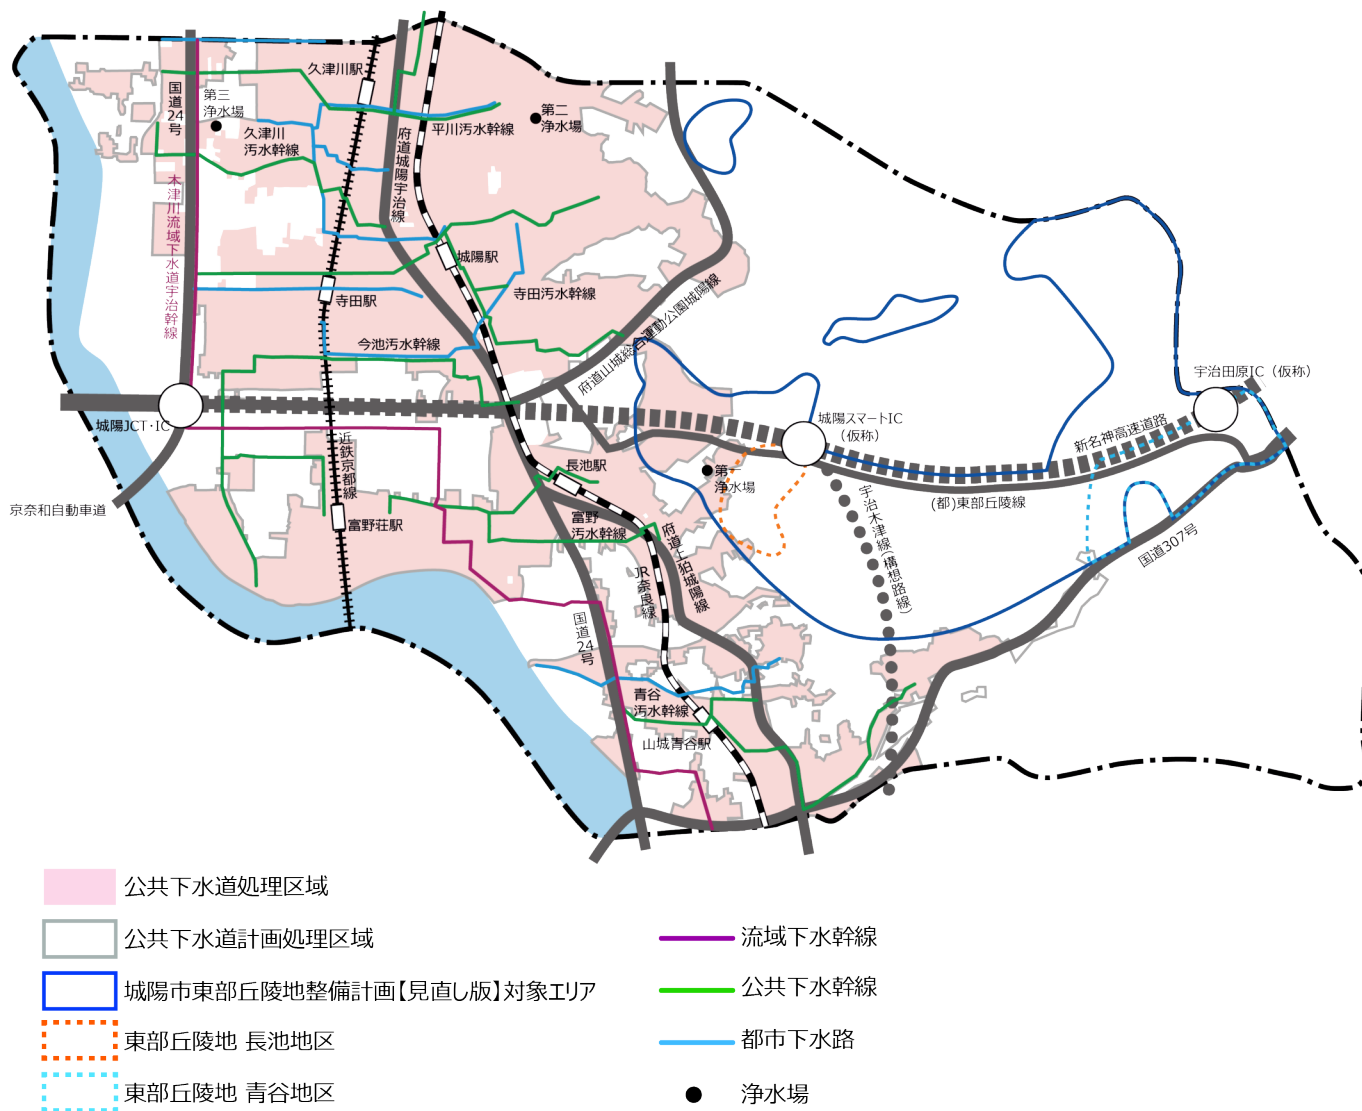 久津川駅
国道24号
第三
浄水場
第二
浄水場
久津川
汚水幹線
平川汚水幹線
府道城陽宇治線
木津川流域下水道宇治幹線
城陽駅
寺田駅
寺田汚水幹線
今池汚水幹線
府道山城総合運動公園城陽線
宇治田原IC（仮称）
城陽JCT・IC
城陽スマートIC
（仮称）
新名神高速道路
近鉄京都線
長池駅
第一
浄水場
京奈和自動車道
富野荘駅
富野
汚水幹線
(都)東部丘陵線
宇治木津線(構想路線)
国道307号
府道上狛城陽線
JR奈良線
国道24号
青谷
汚水幹線
山城青谷駅
公共下水道処理区域
公共下水道計画処理区域
城陽市東部丘陵地整備計画【見直し版】対象エリア
東部丘陵地 長池地区
東部丘陵地 青谷地区
流域下水幹線
公共下水幹線
都市下水路
浄水場